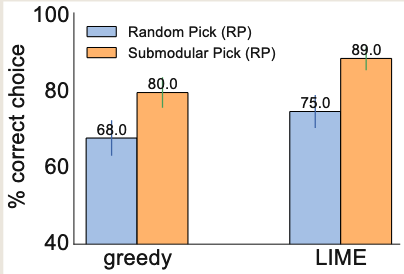 100
Random Pick (RP)
Submodular Pick (RP)
89.0
80
80.0
75.0
68.0
60
40
% correct choice
greedy
LIME